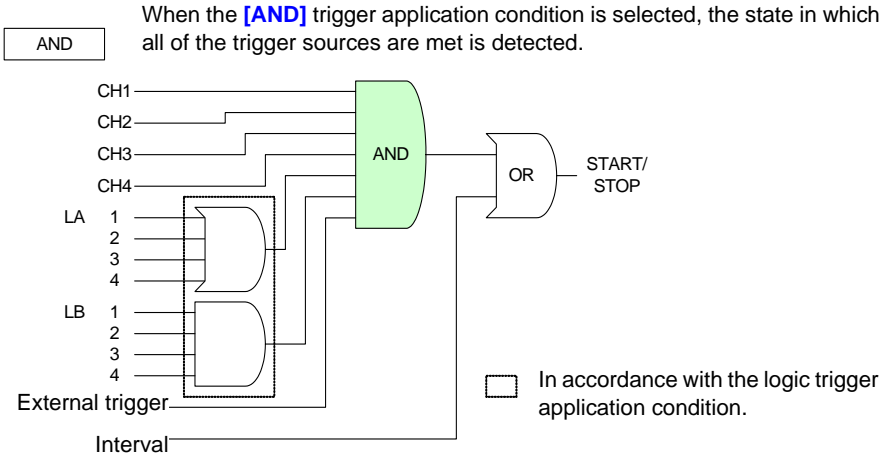 When the [AND] trigger application condition is selected, the state in which
all of the trigger sources are met is detected.
AND
CH1
CH2
CH3
CH4
AND
OR
START/
STOP
LA 1
2
3
4
LB 1
2
3
4
External trigger
Interval
In accordance with the logic trigger
application condition.